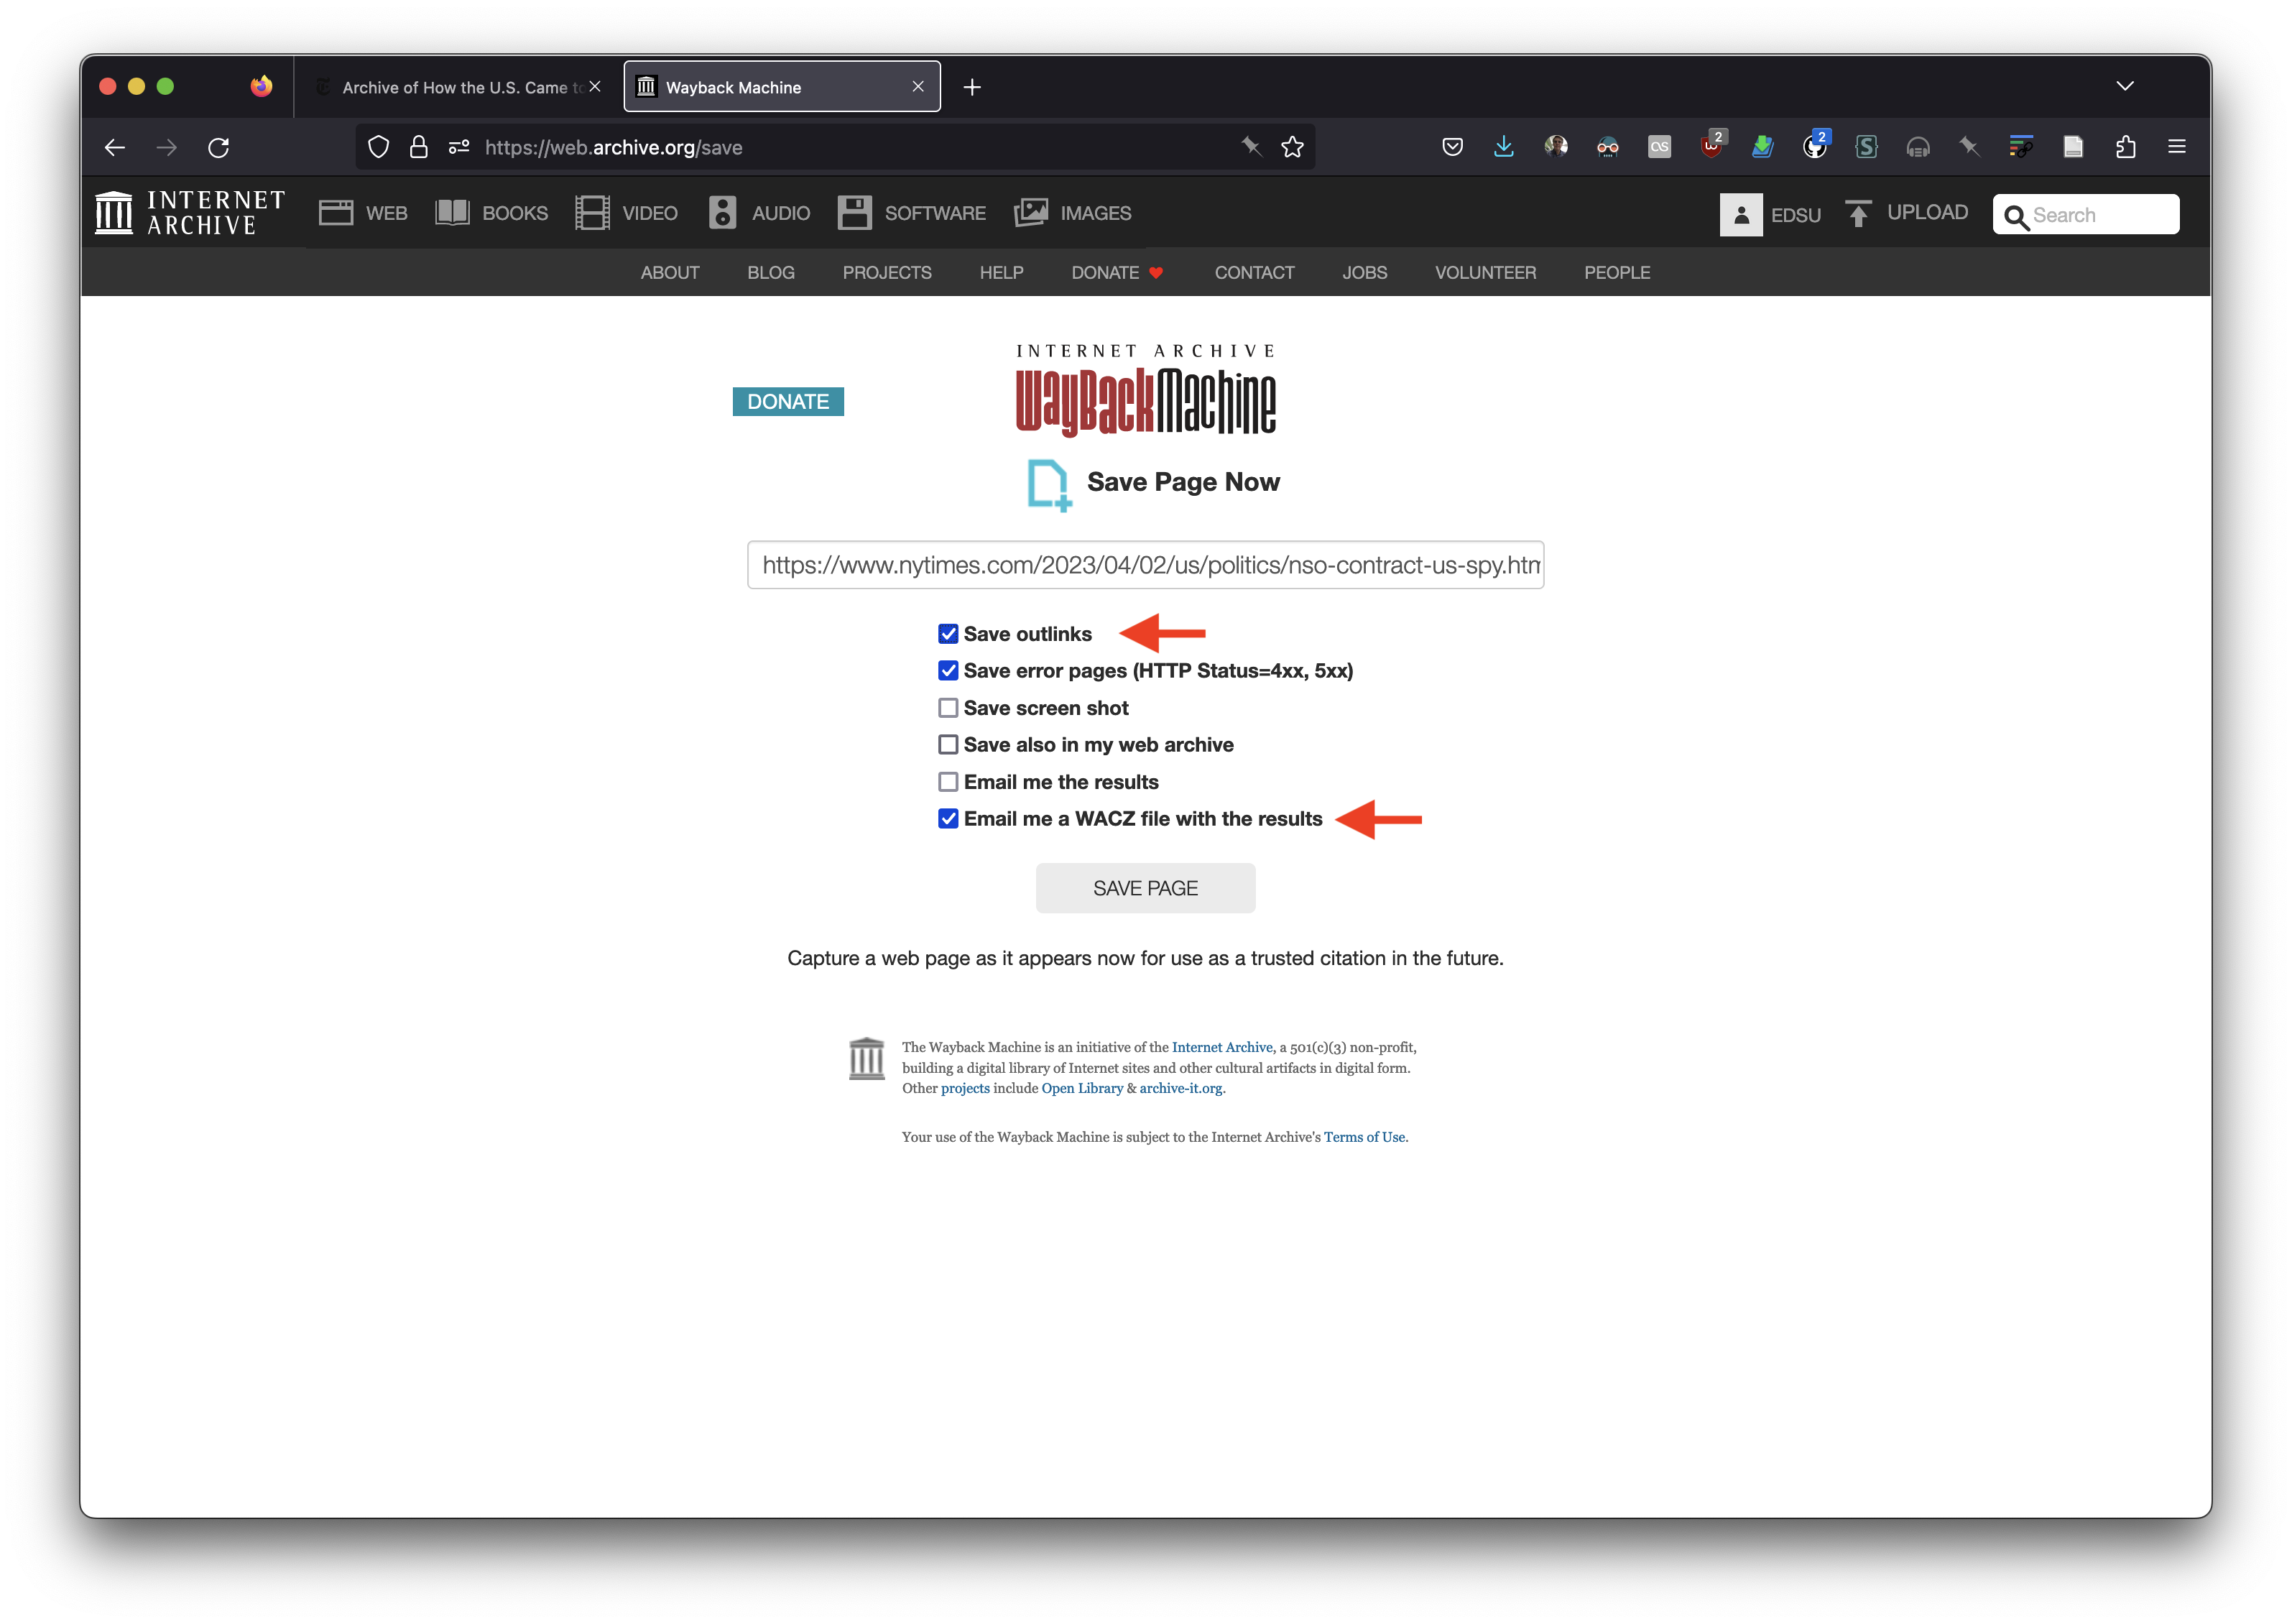 Archive of How the U.S. Came to
Wayback Machine
https://web.archive.org/save
2
2
INTERNET
ARCHIVE
WEB
BOOKS
VIDEO
AUDIO
SOFTWARE
IMAGES
EDSU
UPLOAD
Search
ABOUT
BLOG
PROJECTS
HELP
DONATE
CONTACT
JOBS
VOLUNTEER
PEOPLE
INTERNET ARCHIVE
WayBackMachine
DONATE
Save Page Now
https://www.nytimes.com/2023/04/02/us/politics/nso-contract-us-spy.htm
Save outlinks
Save error pages (HTTP Status=4xx, 5xx)
Save screen shot
Save also in my web archive
Email me the results
Email me a WACZ file with the results
SAVE PAGE
Capture a web page as it appears now for use as a trusted citation in the future.
The Wayback Machine is an initiative of the Internet Archive, a 501(c)(3) non-profit,
building a digital library of Internet sites and other cultural artifacts in digital form.
Other projects include Open Library & archive-it.org.
Your use of the Wayback Machine is subject to the Internet Archive's Terms of Use.